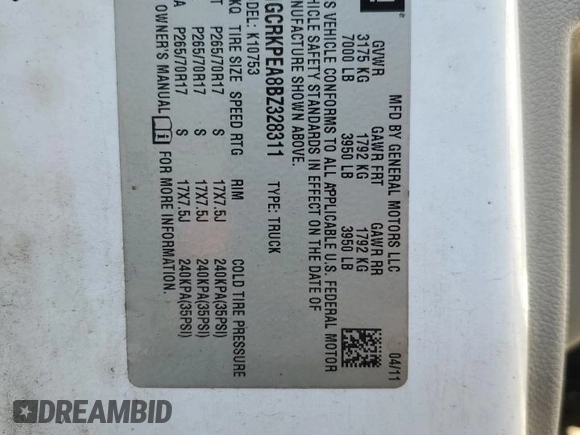 MFD BY GENERAL MOTORS LLC 04/11
GVWR GAWR FRT GAWR RR
3175 KG 1792 KG 1792 KG
7000 LB 3950 LB 3950 LB
S VEHICLE CONFORMS TO ALL APPLICABLE U.S. FEDERAL MOTOR
HICLE SAFETY STANDARDS IN EFFECT ON THE DATE OF
NUFACTURE SHOWN ABOVE.
GCRKPEA8BZ328311 TYPE: TRUCK
DEL: K10753
KQ TIRE SIZE SPEED RTG RIM COLD TIRE PRESSURE
T P265/70R17 S 17X7.5J 240KPA(35PSI)
P265/70R17 S 17X7.5J 240KPA(35PSI)
A P265/70R17 S 17X7.5J 240KPA(35PSI)
OWNER'S MANUAL FOR MORE INFORMATION.
DREAMBID